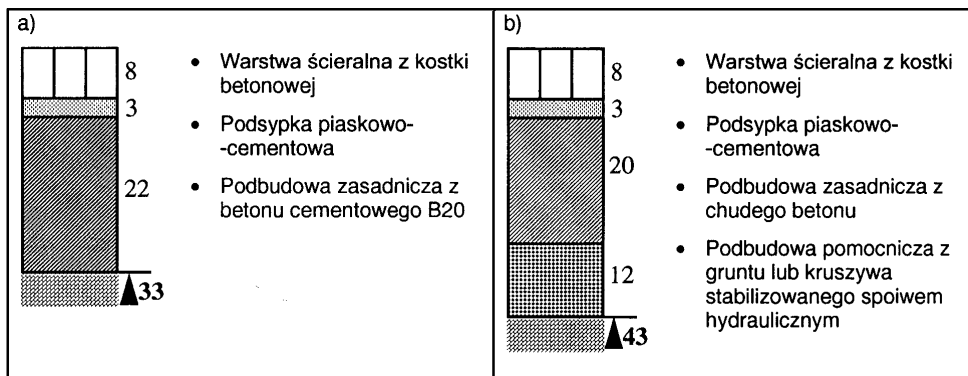 a)
8
3
22
33
• Warstwa ścieralna z kostki
betonowej
• Podsypka piaskowo-
-cementowa
• Podbudowa zasadnicza z
betonu cementowego B20
b)
8
3
20
12
43
• Warstwa ścieralna z kostki
betonowej
• Podsypka piaskowo-
-cementowa
• Podbudowa zasadnicza z
chudego betonu
• Podbudowa pomocnicza z
gruntu lub kruszywa
stabilizowanego spoiwem
hydraulicznym